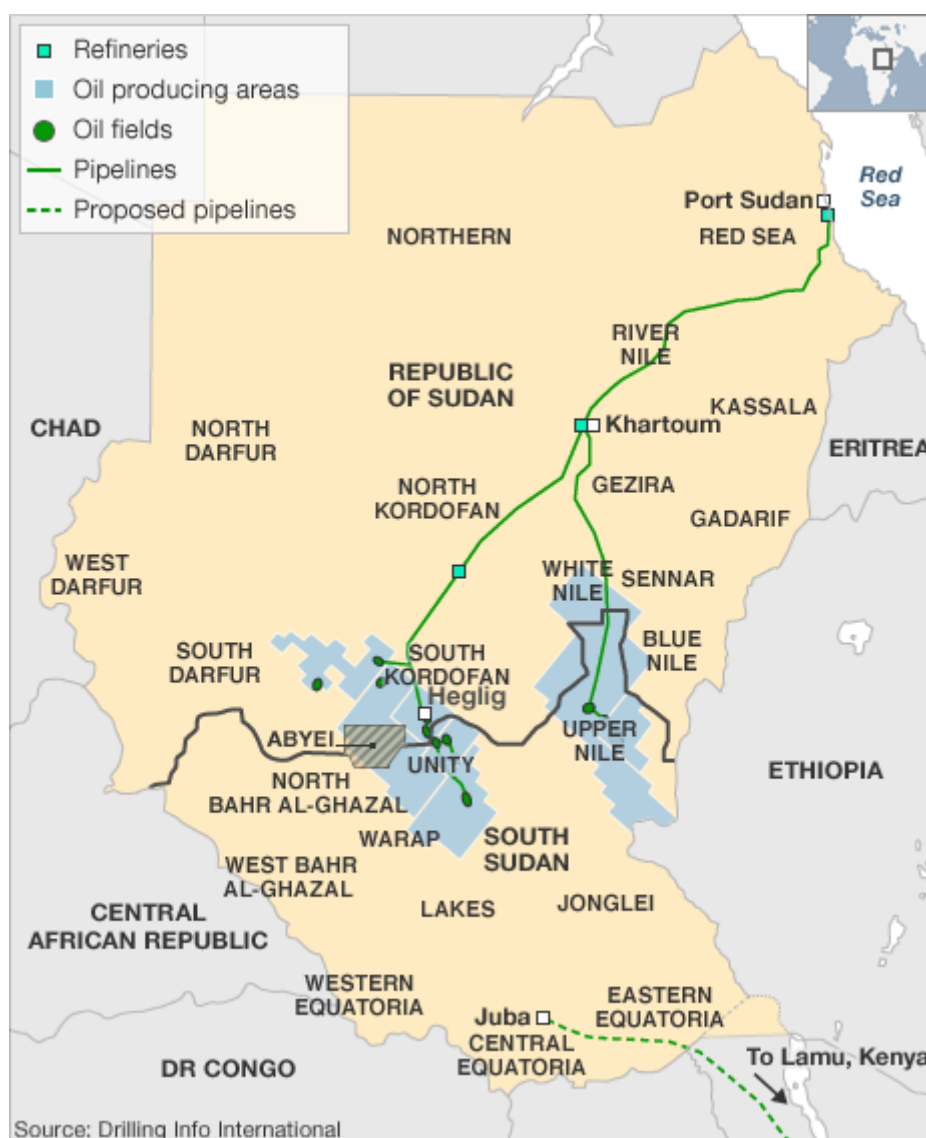 Refineries
Oil producing areas
Oil fields
Pipelines
Proposed pipelines
Red
Sea
Port Sudan
RED SEA
NORTHERN
RIVER
NILE
REPUBLIC
OF SUDAN
KASSALA
CHAD
NORTH
DARFUR
Khartoum
ERITREA
NORTH
KORDOFAN
GEZIRA
GADARIF
WEST
DARFUR
WHITE
NILE
SENNAR
SOUTH
DARFUR
SOUTH
KORDOFAN
BLUE
NILE
Heglig
ABYEI
UPPER
NILE
UNITY
ETHIOPIA
NORTH
BAHR AL-GHAZAL
WARAP
SOUTH
SUDAN
WEST BAHR
AL-GHAZAL
LAKES
JONGLEI
CENTRAL
AFRICAN REPUBLIC
WESTERN
EQUATORIA
EASTERN
EQUATORIA
Juba
CENTRAL
EQUATORIA
To Lamu, Kenya
DR CONGO
Source: Drilling Info International